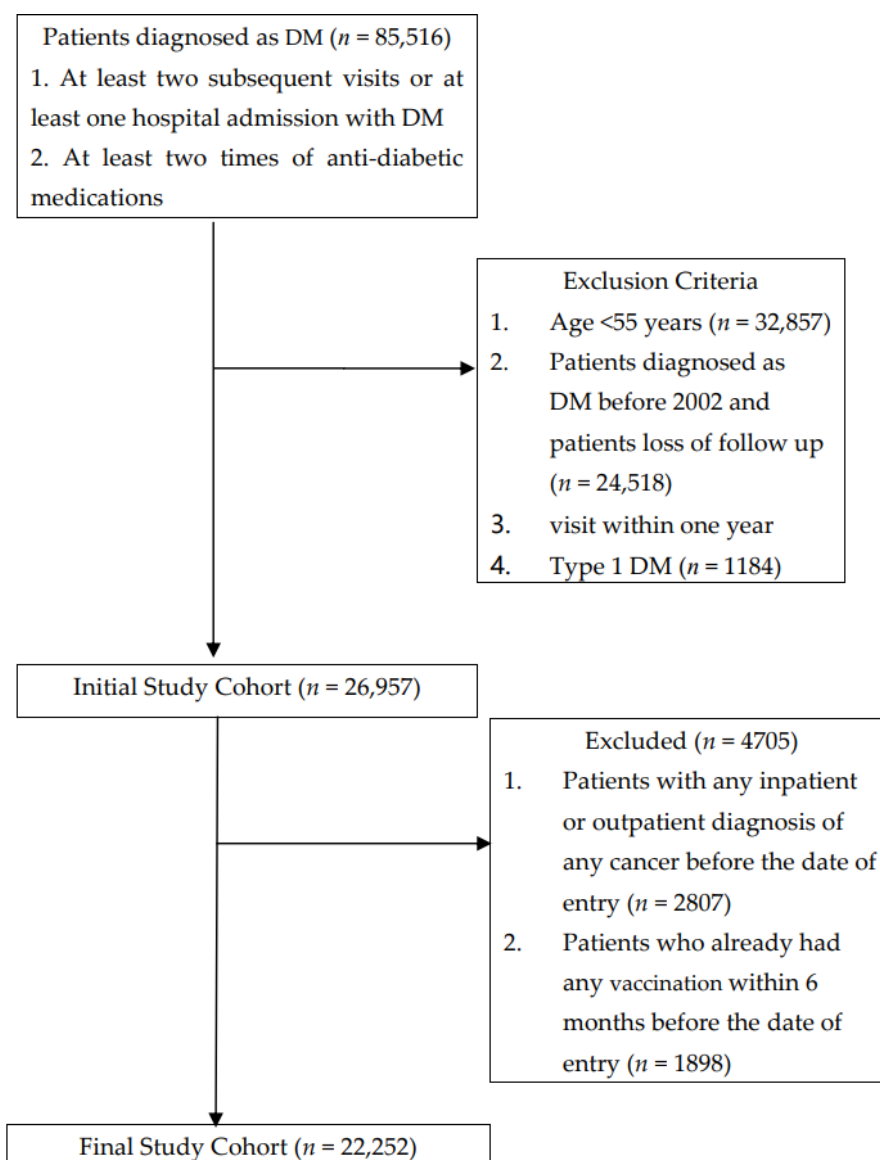 Patients diagnosed as DM (n = 85,516)
1. At least two subsequent visits or at
least one hospital admission with DM
2. At least two times of anti-diabetic
medications
Exclusion Criteria
1. Age <55 years (n = 32,857)
2. Patients diagnosed as
DM before 2002 and
patients loss of follow up
(n = 24,518)
3. visit within one year
4. Type 1 DM (n = 1184)
Initial Study Cohort (n = 26,957)
Excluded (n = 4705)
1. Patients with any inpatient
or outpatient diagnosis of
any cancer before the date of
entry (n = 2807)
2. Patients who already had
any vaccination within 6
months before the date of
entry (n = 1898)
Final Study Cohort (n = 22,252)